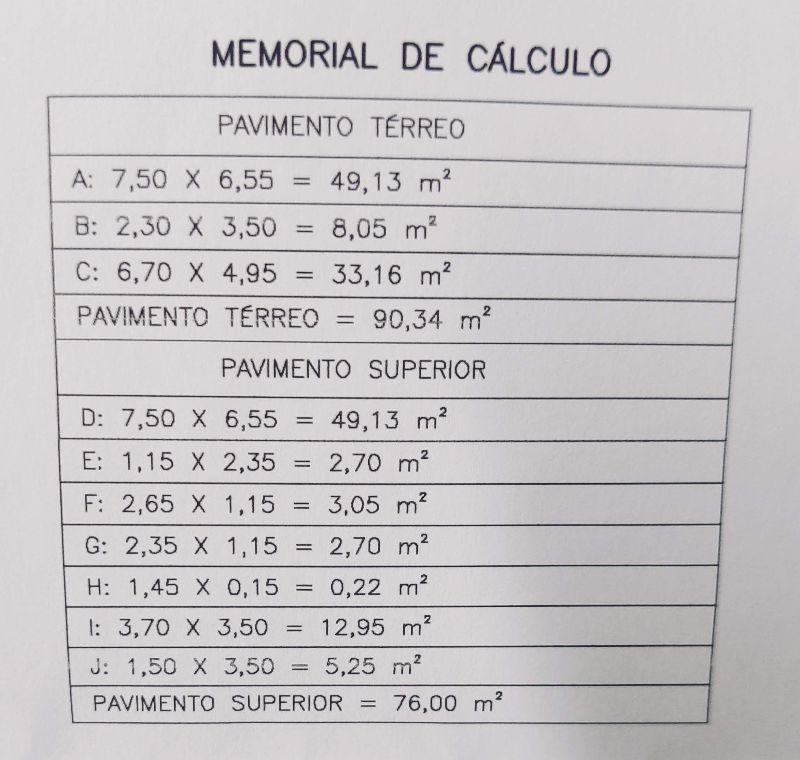 MEMORIAL DE CÁLCULO
PAVIMENTO TÉRREO
A: 7,50 X 6,55 = 49,13 m²
B: 2,30 X 3,50 = 8,05 m²
C: 6,70 X 4,95 = 33,16 m²
PAVIMENTO TÉRREO = 90,34 m²
PAVIMENTO SUPERIOR
D: 7,50 X 6,55 = 49,13 m²
E: 1,15 X 2,35 = 2,70 m²
F: 2,65 X 1,15 = 3,05 m²
G: 2,35 X 1,15 = 2,70 m²
H: 1,45 X 0,15 = 0,22 m²
I: 3,70 X 3,50 = 12,95 m²
J: 1,50 X 3,50 = 5,25 m²
PAVIMENTO SUPERIOR = 76,00 m²